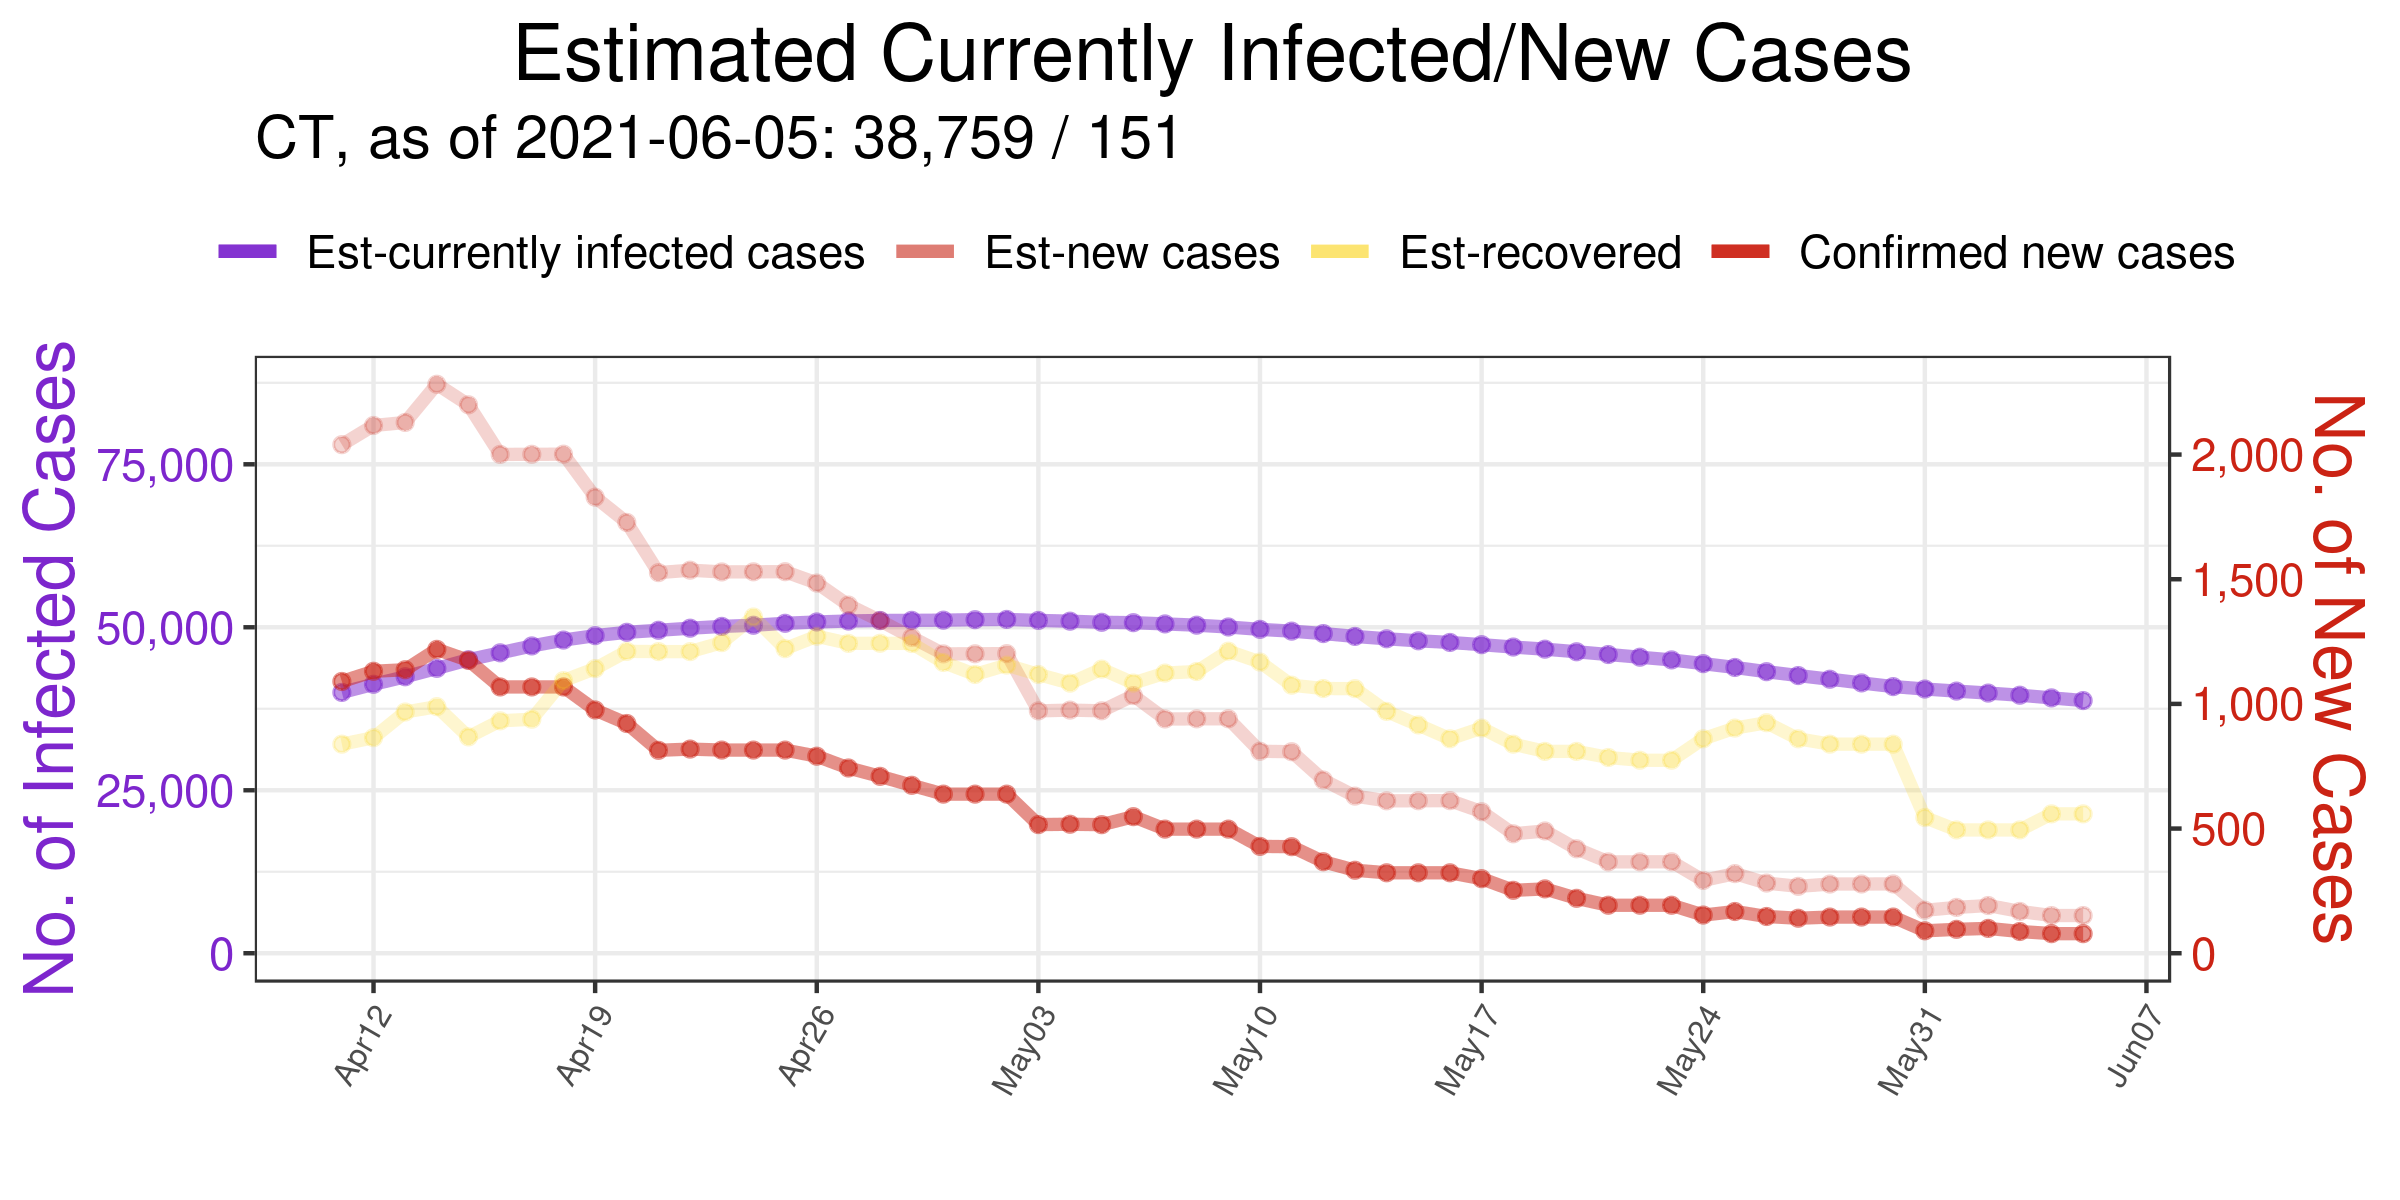 Estimated Currently Infected/New Cases
CT, as of 2021-06-05: 38,759 / 151
Est-currently infected cases
Est-new cases
Est-recovered
Confirmed new cases
No. of Infected Cases
75,000
50,000
25,000
0
2,000
1,500
1,000
500
0
No. of New Cases
Apr12
Apr19
Apr26
May03
May10
May17
May24
May31
Jun07